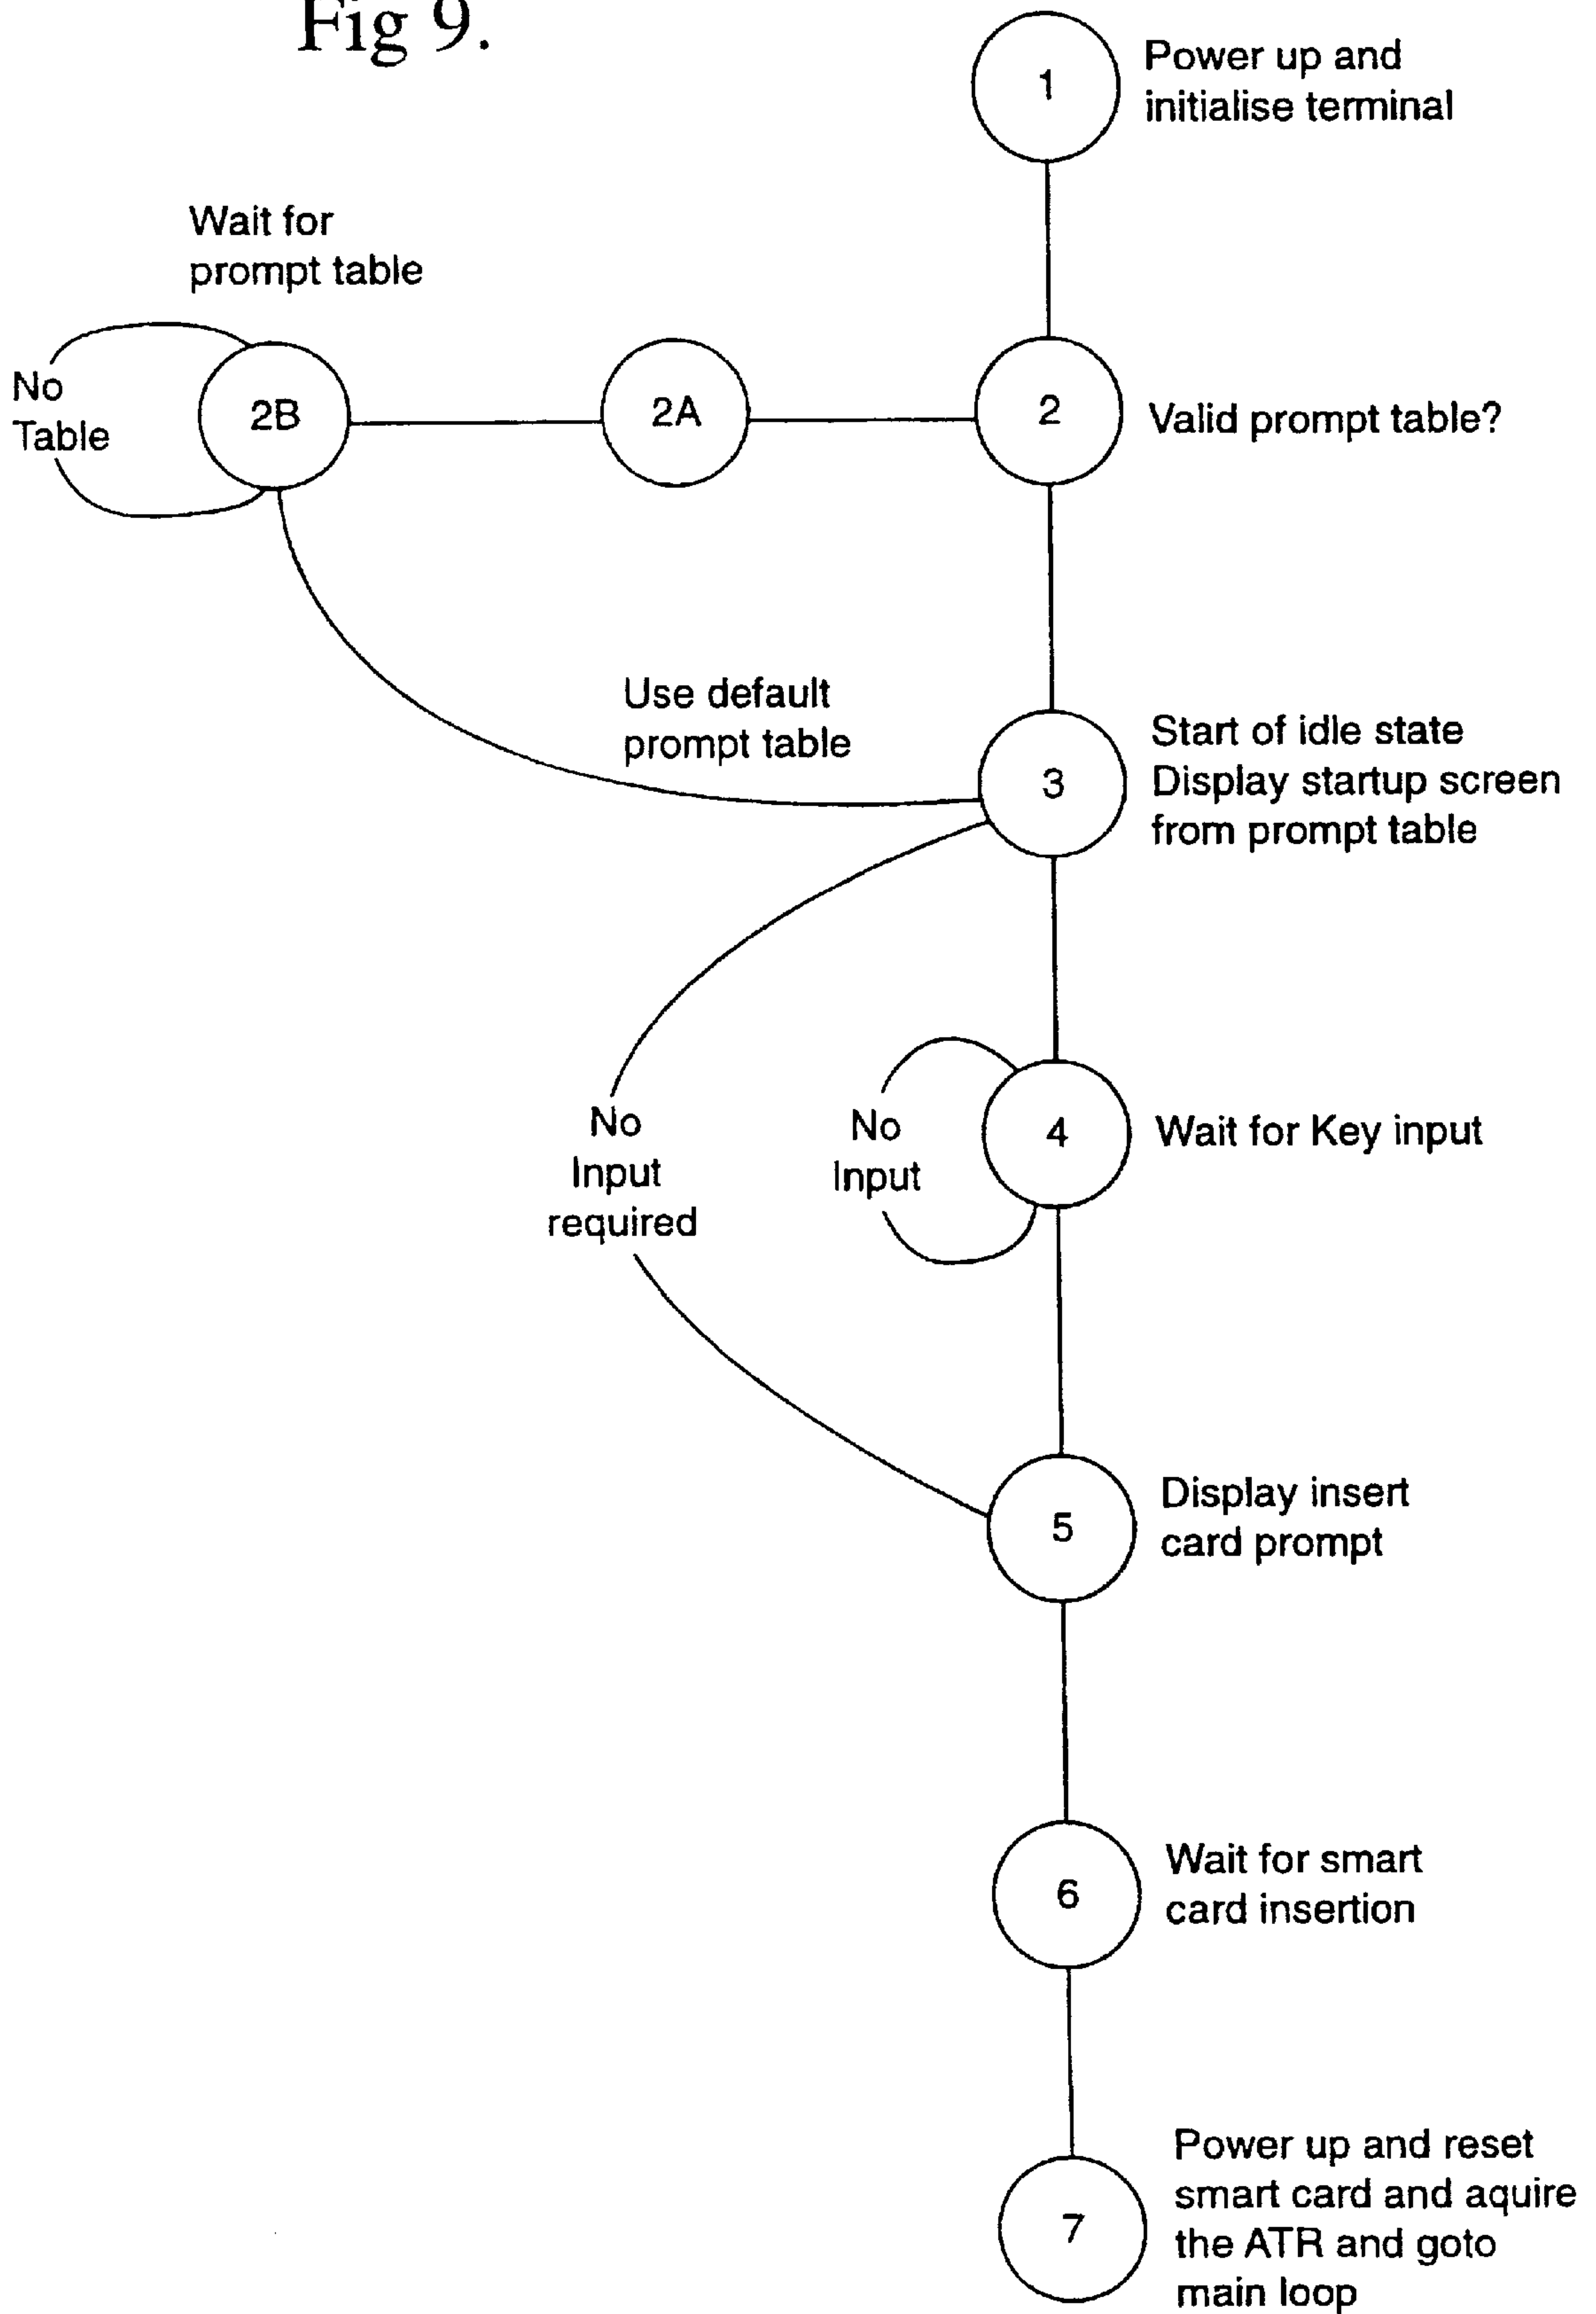 Fig 9.
1
Power up and
initialise terminal
Wait for
prompt table
No
Table
2B
2A
2
Valid prompt table?
Use default
prompt table
3
Start of idle state
Display startup screen
from prompt table
No
Input
required
No
Input
4
Wait for Key input
5
Display insert
card prompt
6
Wait for smart
card insertion
7
Power up and reset
smart card and aquire
the ATR and goto
main loop